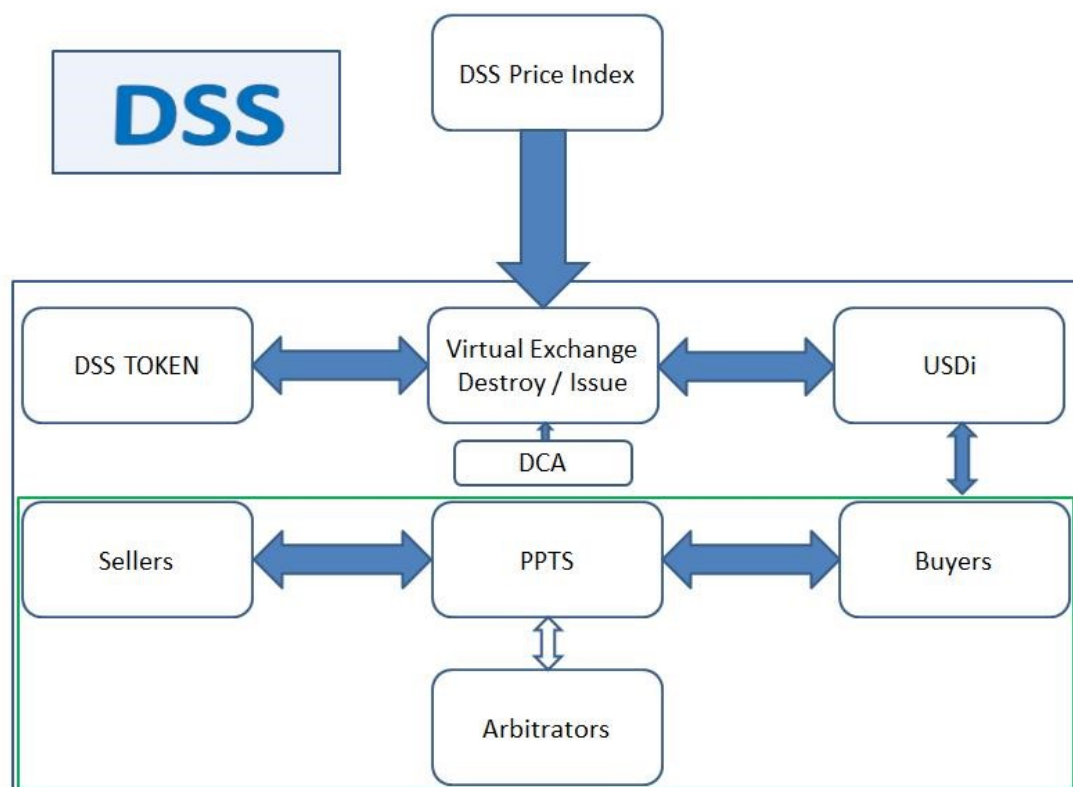 DSS
DSS Price Index
DSS TOKEN
Virtual Exchange
Destroy / Issue
USDi
DCA
Sellers
PPTS
Buyers
Arbitrators